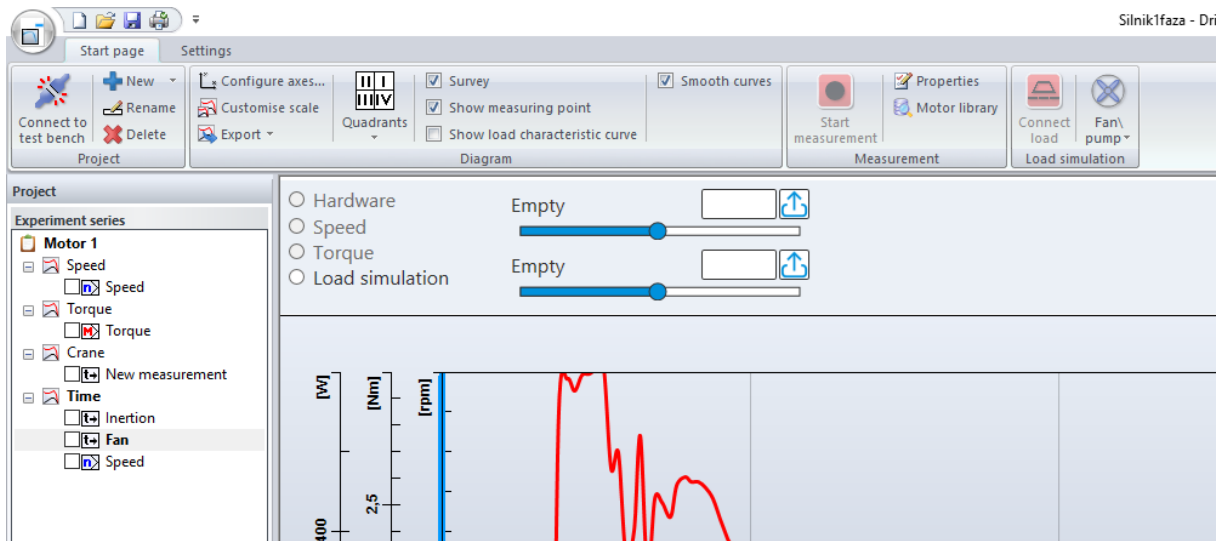 Silnik1faza - Dri
Start page Settings
Connect to
test bench
New
Rename
Delete
Project
Configure axes...
Customise scale
Export
II I
III IV
Quadrants
Survey
Show measuring point
Show load characteristic curve
Smooth curves
Diagram
Start
measurement
Properties
Motor library
Measurement
Connect
load
Fan\
pump
Load simulation
Project
Experiment series
Motor 1
Speed
n Speed
Torque
M Torque
Crane
t New measurement
Time
t Inertion
t Fan
n Speed
Hardware
Speed
Torque
Load simulation
Empty
Empty
[W] [Nm] [rpm]
2,5
400